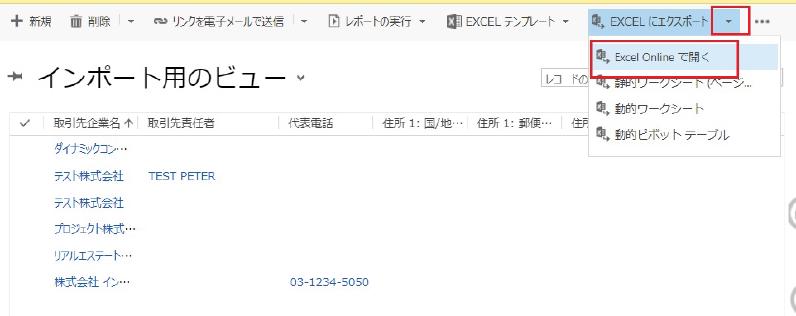 新規 削除 リンクを電子メールで送信 レポートの実行 EXCEL テンプレート EXCEL にエクスポート
Excel Online で開く
インポート用のビュー
レコードの
静的ワークシート (ページ...
動的ワークシート
取引先企業名 取引先責任者 代表電話 住所 1: 国/地... 住所 1: 郵便... 住所
動的ピボット テーブル
ダイナミックコン...
テスト株式会社 TEST PETER
テスト株式会社
プロジェクト株式...
リアルエステート...
株式会社 イン... 03-1234-5050